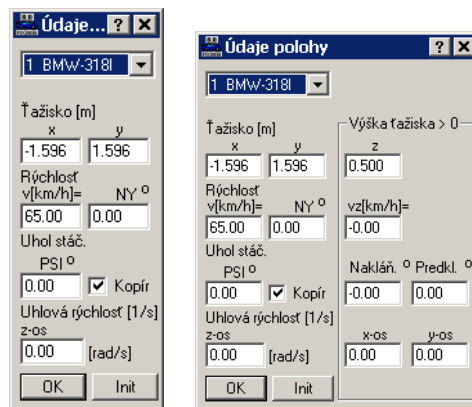 Údaje...
1 BMW-318I
Ťažisko [m]
x y
-1.596 1.596
Rýchlosť
v[km/h]= NY º
65.00 0.00
Uhol stáč.
PSI º
0.00 Kopír
Uhlová rýchlosť [1/s]
z-os
0.00 [rad/s]
OK Init
Údaje polohy
1 BMW-318I
Ťažisko [m]
x y
-1.596 1.596
Rýchlosť
v[km/h]= NY º
65.00 0.00
Uhol stáč.
PSI º
0.00 Kopír
Uhlová rýchlosť [1/s]
z-os
0.00 [rad/s]
OK Init
Výška ťažiska > 0
z
0.500
vz[km/h]=
-0.00
Nakláň. º Predkl. º
-0.00 0.00
x-os y-os
0.00 0.00